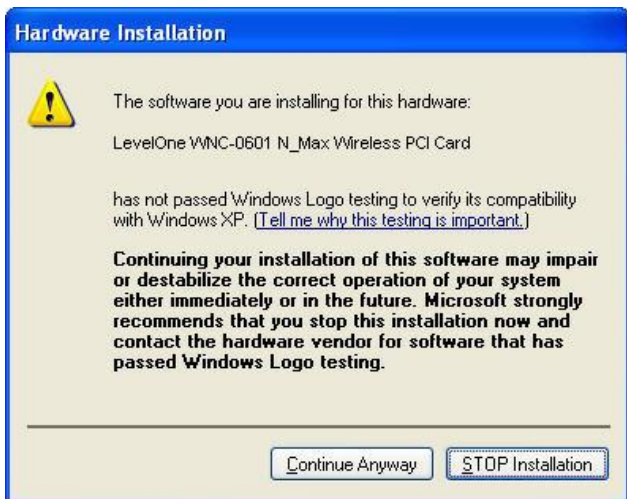 Hardware Installation
The software you are installing for this hardware:
LevelOne WNC-0601 N_Max Wireless PCI Card
has not passed Windows Logo testing to verify its compatibility
with Windows XP. (Tell me why this testing is important.)
Continuing your installation of this software may impair
or destabilize the correct operation of your system
either immediately or in the future. Microsoft strongly
recommends that you stop this installation now and
contact the hardware vendor for software that has
passed Windows Logo testing.
Continue Anyway
STOP Installation